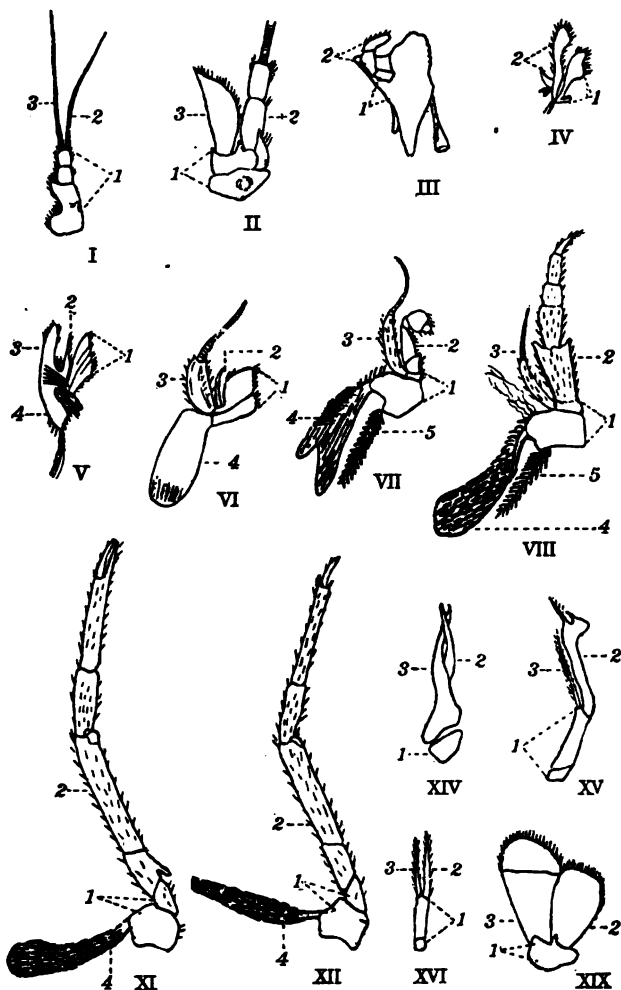 3 2 1 I
3 2 1 II
2 1 III
2 1 IV
2 3 1 4 V
2 3 1 4 VI
3 2 1 4 5 VII
3 2 1 5 4 VIII
2 1 4 XI
2 1 4 XII
3 2 1 XIV
2 3 1 XV
3 2 1 XVI
3 2 1 XIX